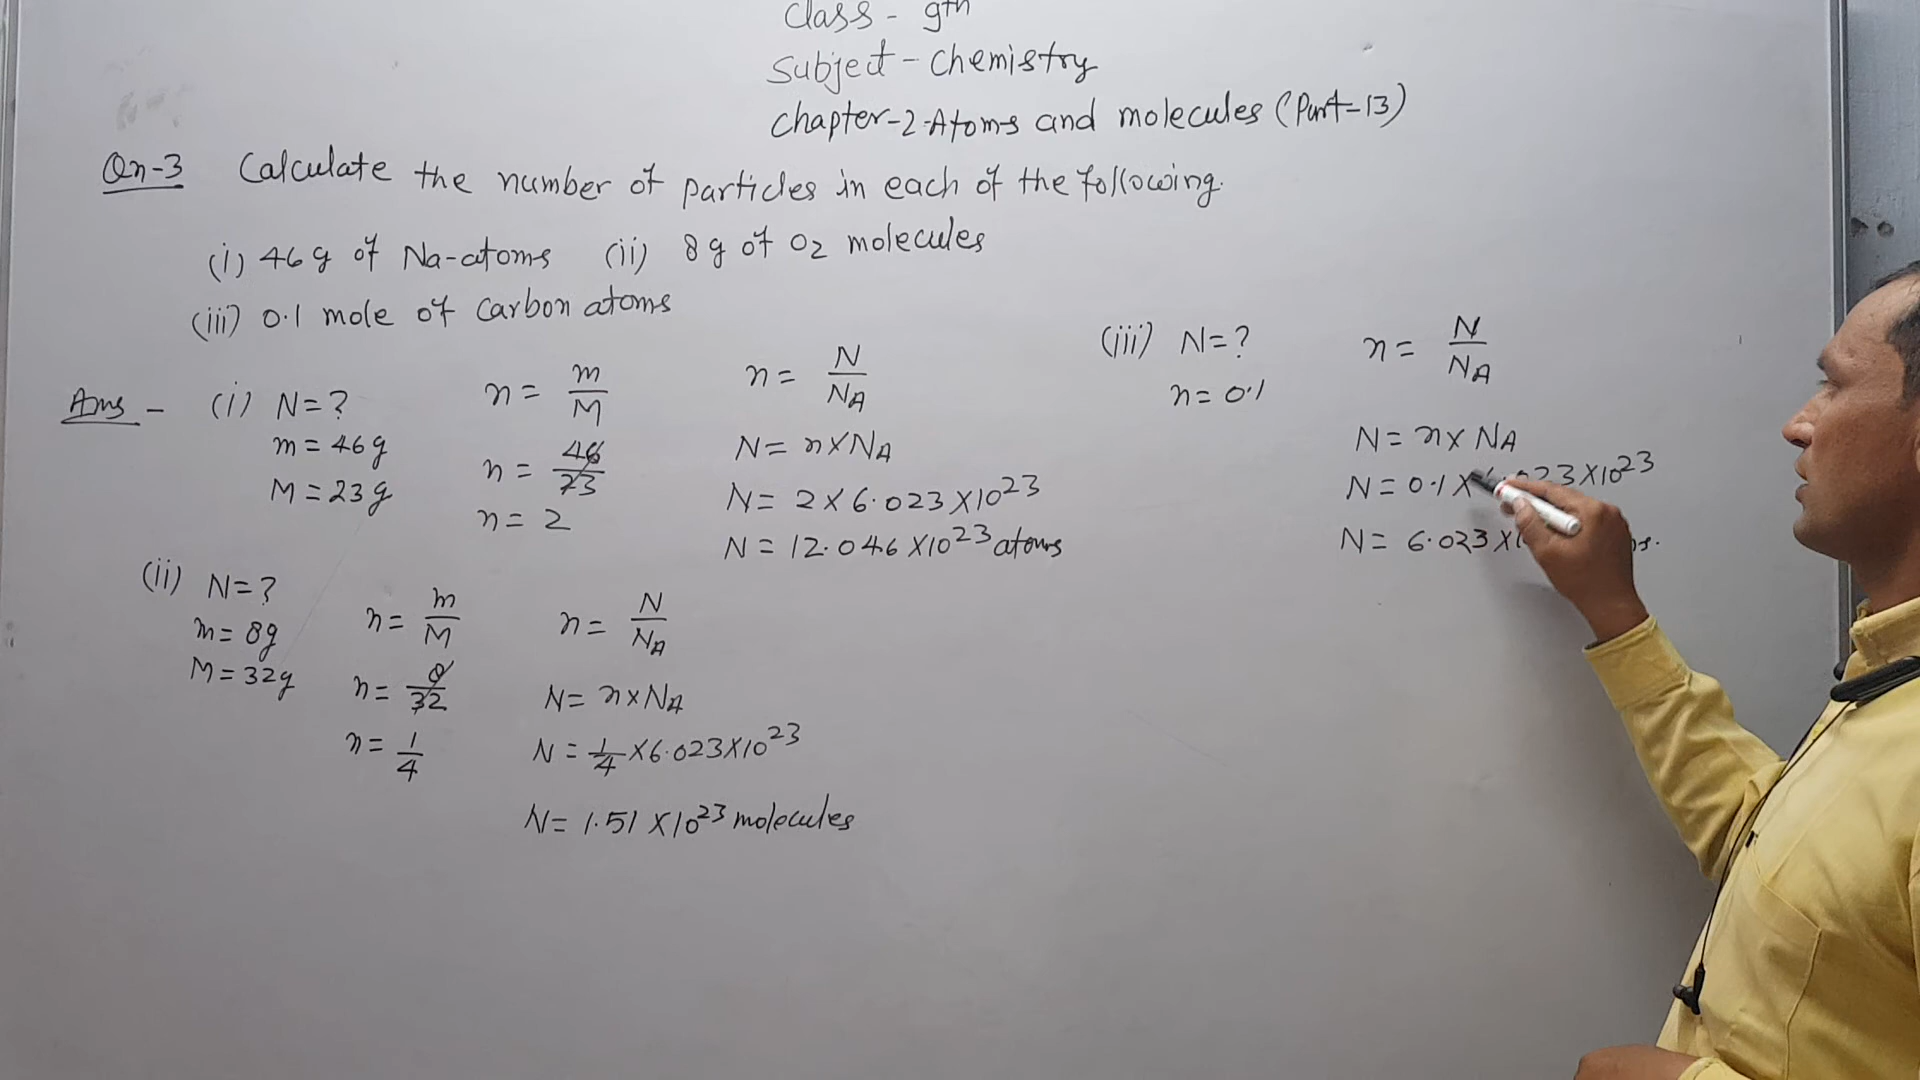 Class - 9th
Subject - Chemistry
Chapter-2-Atoms and molecules (Part-13)
Qn-3 Calculate the number of particles in each of the following.
(i) 46g of Na-atoms (ii) 8g of O2 molecules
(iii) 0.1 mole of carbon atoms
Ans - (i) N=?
m = 46g
M = 23g
n = m/M
n = 46/23
n = 2
n = N/NA
N = n×NA
N = 2×6.023×10^23
N = 12.046×10^23 atoms
(ii) N=?
m = 8g
M = 32g
n = m/M
n = 8/32
n = 1/4
n = N/NA
N = n×NA
N = 1/4×6.023×10^23
N = 1.51×10^23 molecules
(iii) N=?
n = 0.1
n = N/NA
N = n×NA
N = 0.1× .023×10^23
N = 6.023×